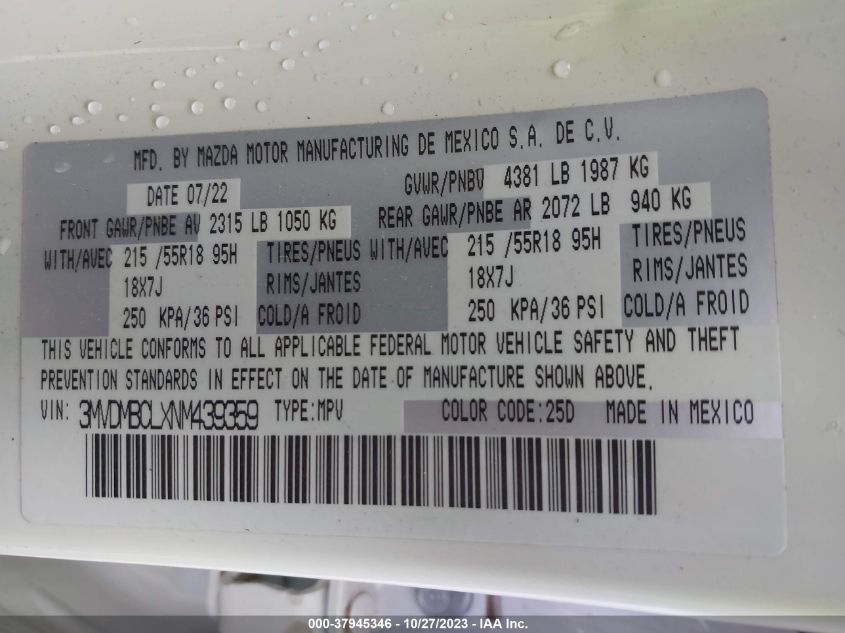 MFD. BY MAZDA MOTOR MANUFACTURING DE MEXICO S.A. DE C.V.
DATE 07/22 GVWR/PNBV 4381 LB 1987 KG
FRONT GAWR/PNBE AV 2315 LB 1050 KG REAR GAWR/PNBE AR 2072 LB 940 KG
WITH/AVEC 215 /55R18 95H TIRES/PNEUS WITH/AVEC 215 /55R18 95H TIRES/PNEUS
18X7J RIMS/JANTES 18X7J RIMS/JANTES
250 KPA/36 PSI COLD/A FROID 250 KPA/36 PSI COLD/A FROID
THIS VEHICLE CONFORMS TO ALL APPLICABLE FEDERAL MOTOR VEHICLE SAFETY AND THEFT
PREVENTION STANDARDS IN EFFECT ON THE DATE OF MANUFACTURE SHOWN ABOVE.
VIN: 3MVDMBCLXNM439359 TYPE:MPV COLOR CODE:25D MADE IN MEXICO
000-37945346 | 10/27/2023 - IAA Inc.